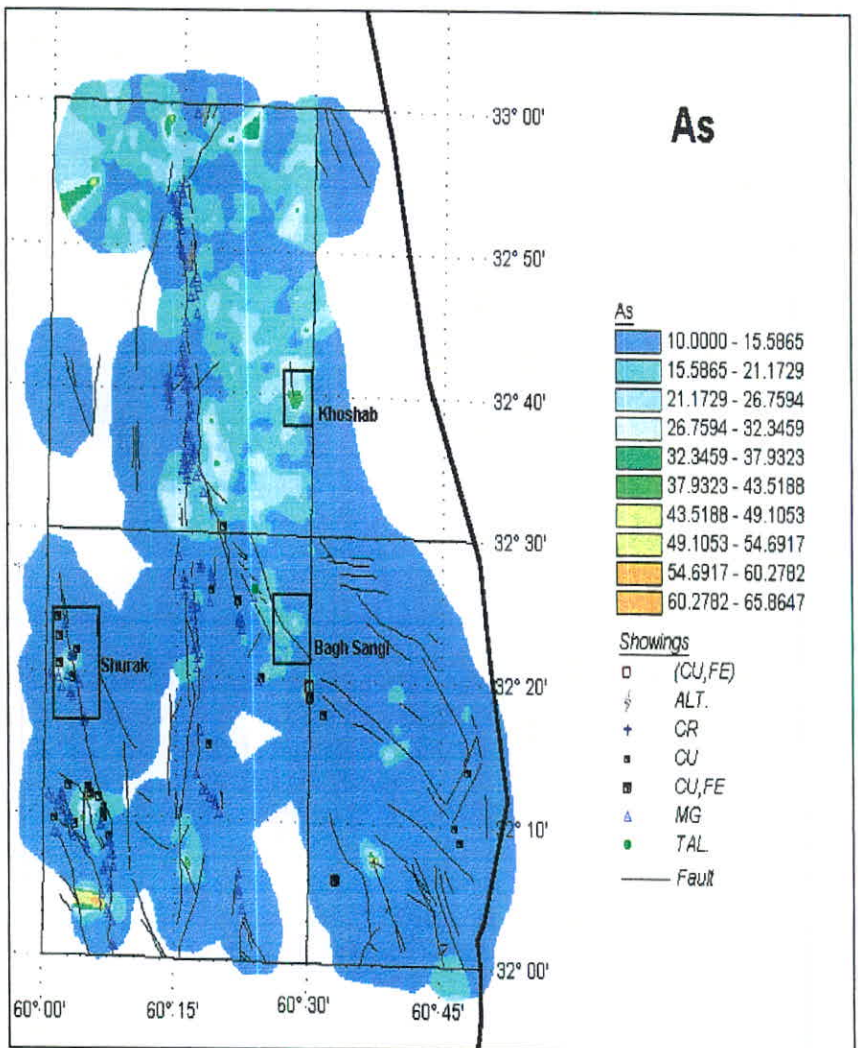 As
33° 00'
32° 50'
32° 40'
32° 30'
32° 20'
32° 10'
32° 00'
60° 00'
60° 15'
60° 30'
60° 45'
Khoshab
Bagh Sangi
Shurak
As
10.0000 - 15.5865
15.5865 - 21.1729
21.1729 - 26.7594
26.7594 - 32.3459
32.3459 - 37.9323
37.9323 - 43.5188
43.5188 - 49.1053
49.1053 - 54.6917
54.6917 - 60.2782
60.2782 - 65.8647
Showings
(CU,FE)
ALT.
CR
CU
CU,FE
MG
TAL.
Fault